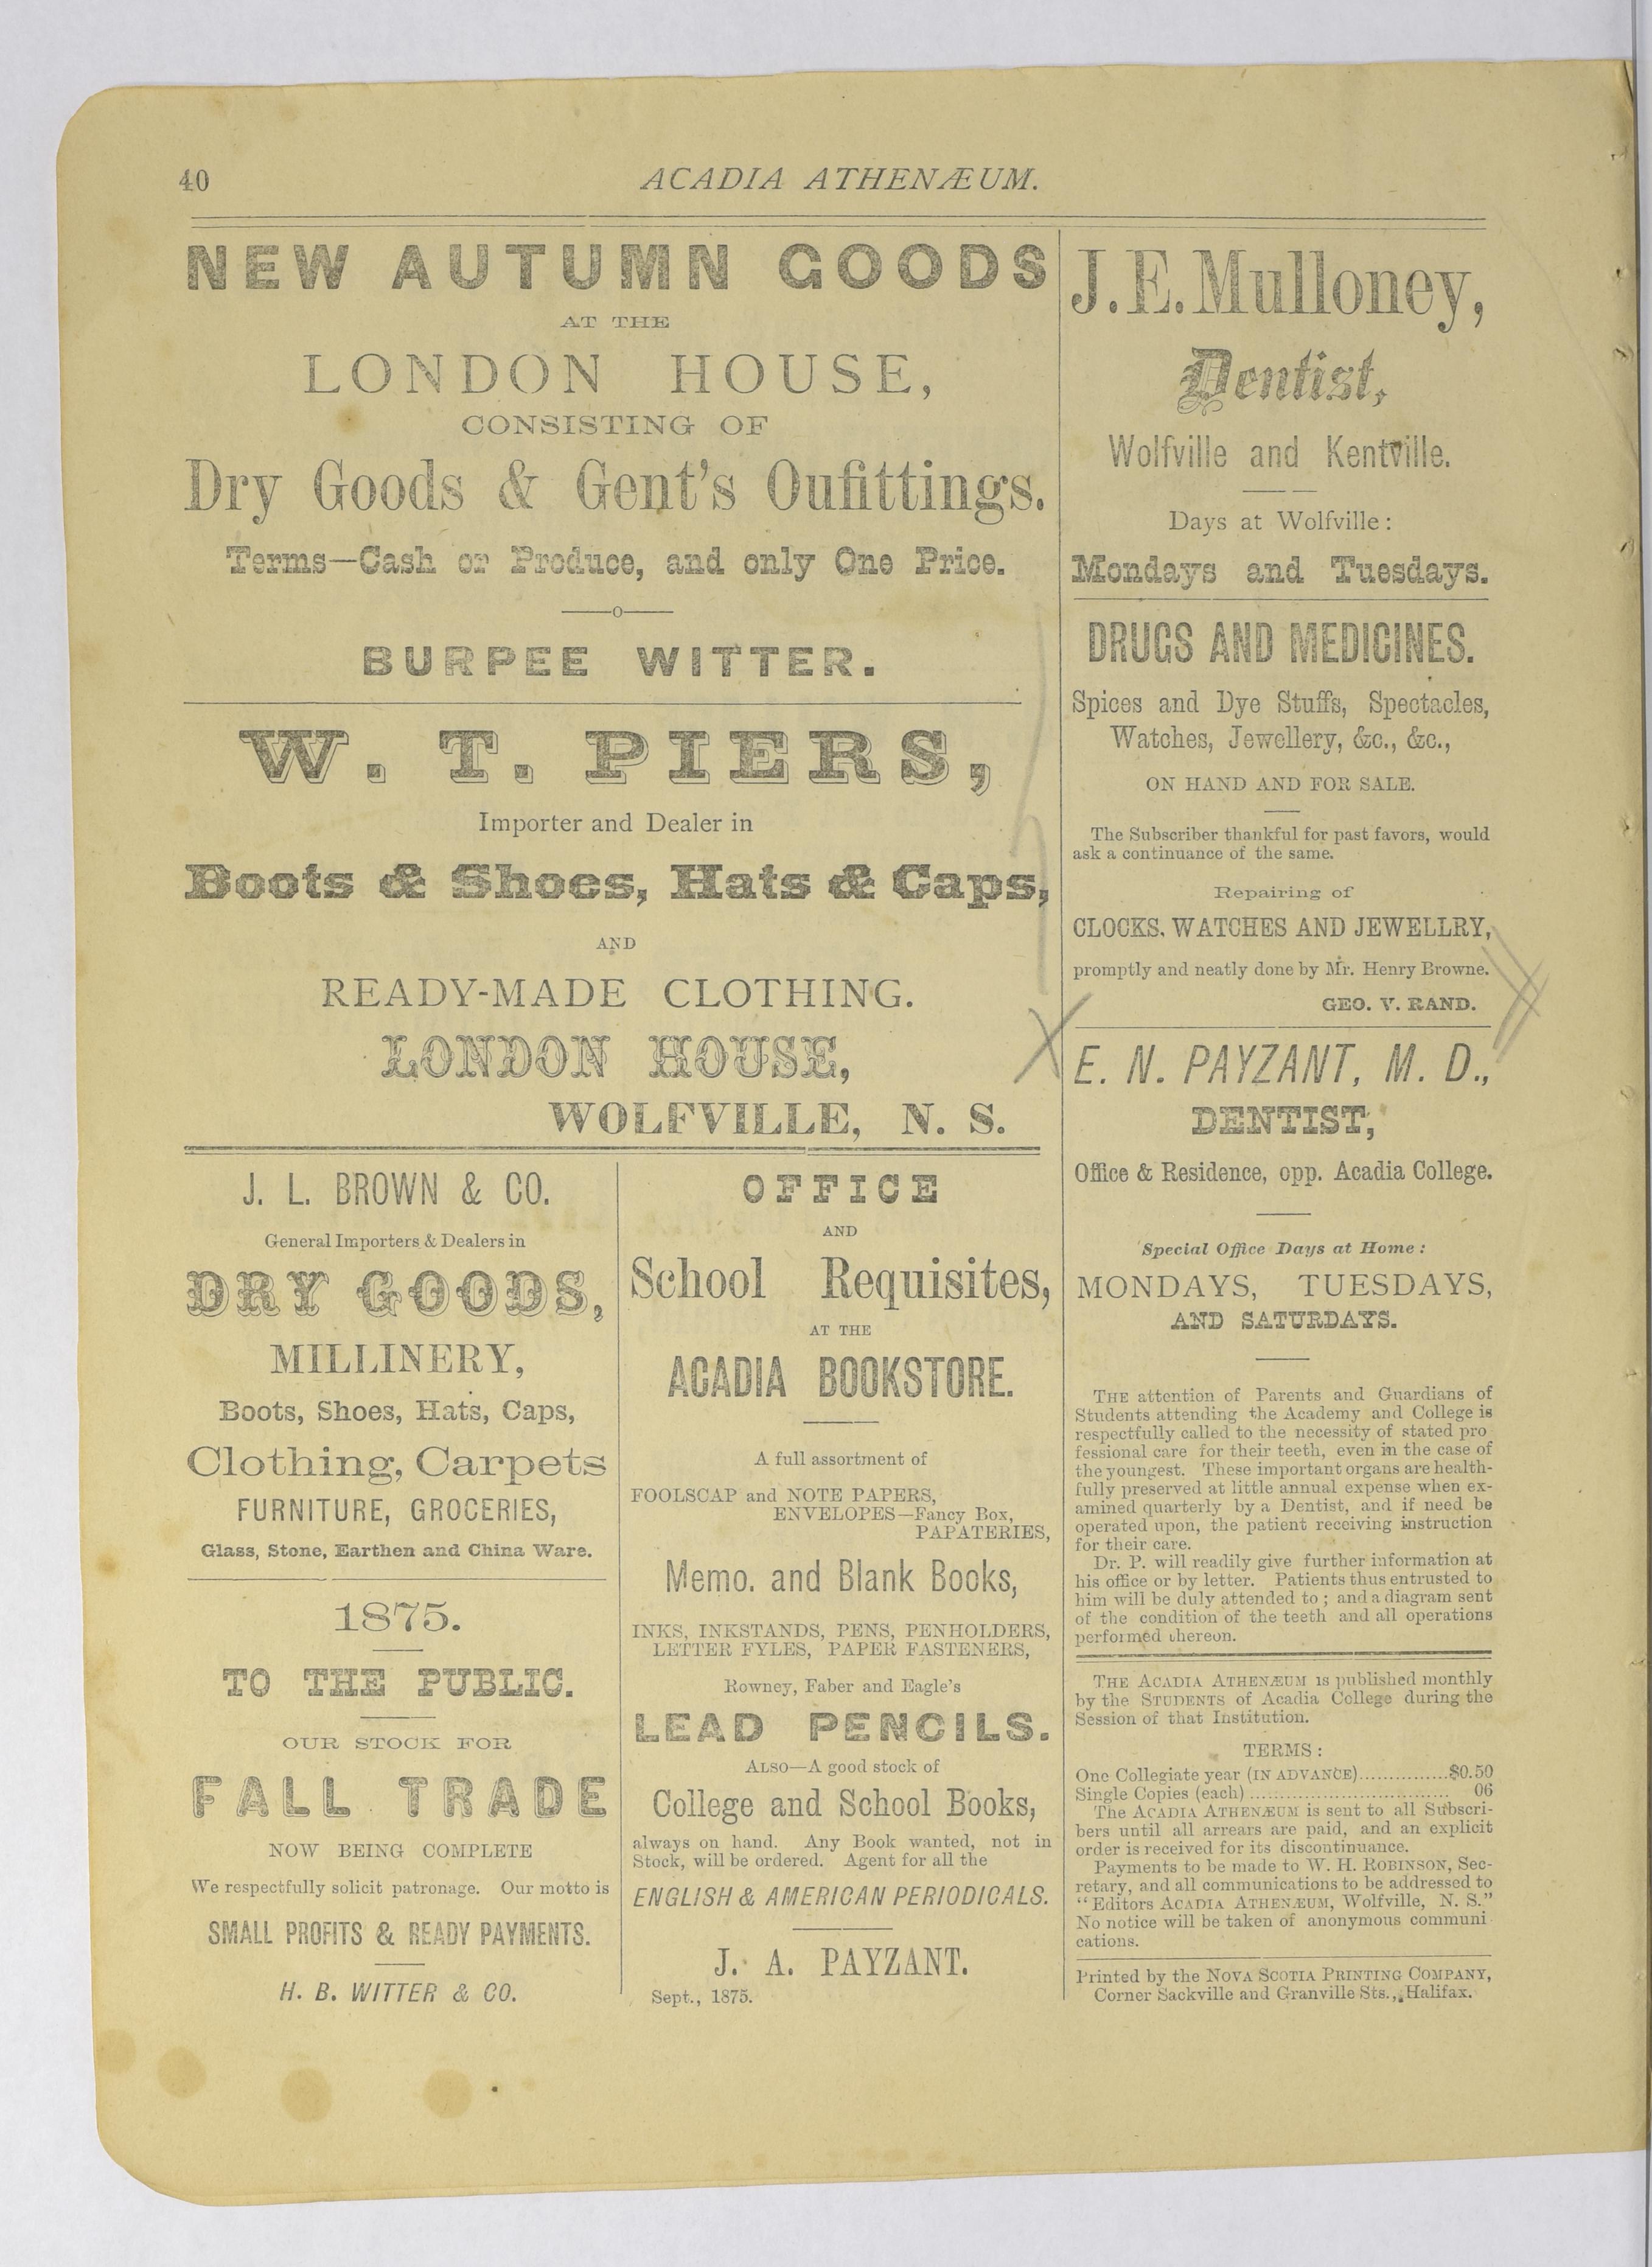 40
ACADIA ATHENÆUM.
NEW AUTUMN GOODS
AT THE
LONDON HOUSE,
CONSISTING OF
Dry Goods & Gent's Oufittings.
Terms—Cash or Produce, and only One Price.
—o—
BURPEE WITTER.
W. T. PIERS,
Importer and Dealer in
Boots & Shoes, Hats & Caps,
AND
READY-MADE CLOTHING.
LONDON HOUSE,
WOLFVILLE, N. S.
J. L. BROWN & CO.
General Importers & Dealers in
DRY GOODS,
MILLINERY,
Boots, Shoes, Hats, Caps,
Clothing, Carpets
FURNITURE, GROCERIES,
Glass, Stone, Earthen and China Ware.
1875.
TO THE PUBLIC.
OUR STOCK FOR
FALL TRADE
NOW BEING COMPLETE
We respectfully solicit patronage. Our motto is
SMALL PROFITS & READY PAYMENTS.
H. B. WITTER & CO.
OFFICE
AND
School Requisites,
AT THE
ACADIA BOOKSTORE.
A full assortment of
FOOLSCAP and NOTE PAPERS,
ENVELOPES—Fancy Box,
PAPATERIES,
Memo. and Blank Books,
INKS, INKSTANDS, PENS, PENHOLDERS,
LETTER FYLES, PAPER FASTENERS,
Rowney, Faber and Eagle's
LEAD PENCILS.
ALSO—A good stock of
College and School Books,
always on hand. Any Book wanted, not in
Stock, will be ordered. Agent for all the
ENGLISH & AMERICAN PERIODICALS.
J. A. PAYZANT.
Sept., 1875.
J. E. Mulloney,
Dentist,
Wolfville and Kentville.
Days at Wolfville:
Mondays and Tuesdays.
DRUGS AND MEDICINES.
Spices and Dye Stuffs, Spectacles,
Watches, Jewellery, &c., &c.,
ON HAND AND FOR SALE.
The Subscriber thankful for past favors, would
ask a continuance of the same.
Repairing of
CLOCKS, WATCHES AND JEWELLRY,
promptly and neatly done by Mr. Henry Browne.
GEO. V. RAND.
E. N. PAYZANT, M. D.,
DENTIST,
Office & Residence, opp. Acadia College.
Special Office Days at Home:
MONDAYS, TUESDAYS,
AND SATURDAYS.
THE attention of Parents and Guardians of
Students attending the Academy and College is
respectfully called to the necessity of stated pro
fessional care for their teeth, even in the case of
the youngest. These important organs are health-
fully preserved at little annual expense when ex-
amined quarterly by a Dentist, and if need be
operated upon, the patient receiving instruction
for their care.
Dr. P. will readily give further information at
his office or by letter. Patients thus entrusted to
him will be duly attended to; and a diagram sent
of the condition of the teeth and all operations
performed thereon.
THE ACADIA ATHENÆUM is published monthly
by the STUDENTS of Acadia College during the
Session of that Institution.
TERMS:
One Collegiate year (IN ADVANCE)...............$0.50
Single Copies (each).................................. 06
The ACADIA ATHENÆUM is sent to all Subscri-
bers until all arrears are paid, and an explicit
order is received for its discontinuance.
Payments to be made to W. H. ROBINSON, Sec-
retary, and all communications to be addressed to
"Editors ACADIA ATHENÆUM, Wolfville, N. S."
No notice will be taken of anonymous communi
cations.
Printed by the NOVA SCOTIA PRINTING COMPANY,
Corner Sackville and Granville Sts., Halifax.